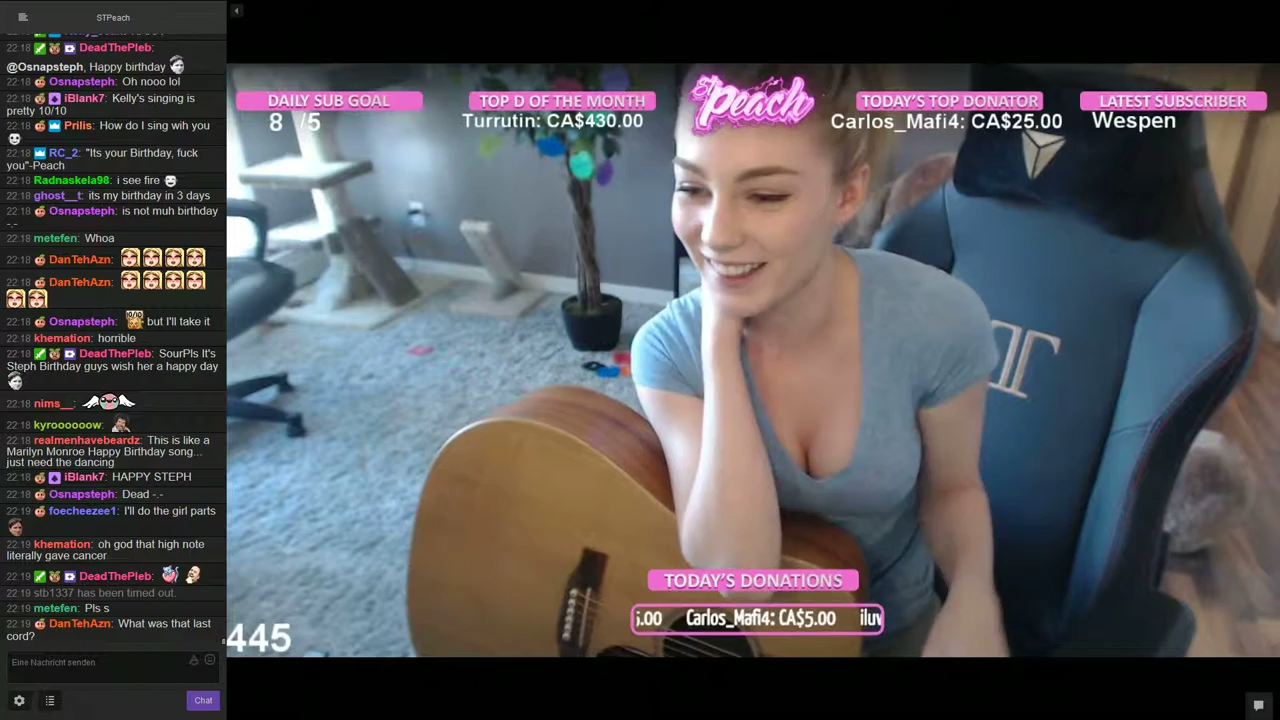 STPeach
22:18 DeadThePleb:
@Osnapsteph, Happy birthday
22:18 Osnapsteph: Oh nooo lol
22:18 iBlank7: Kelly's singing is
pretty 10/10
22:18 Prilis: How do I sing wih you
22:18 RC_2: "Its your Birthday, fuck
you"-Peach
22:18 Radnaskela98: i see fire
22:18 ghost__t: its my birthday in 3 days
22:18 Osnapsteph: is not muh birthday
-.-
22:18 metefen: Whoa
22:18 DanTehAzn:
22:18 DanTehAzn:
22:18 Osnapsteph: 10/10 but I'll take it
22:18 khemation: horrible
22:18 DeadThePleb: SourPls It's
Steph Birthday guys wish her a happy day
22:18 nims__:
22:18 kyroooooow:
22:18 realmenhavebeardz: This is like a
Marilyn Monroe Happy Birthday song...
just need the dancing
22:18 iBlank7: HAPPY STEPH
22:18 Osnapsteph: Dead -.-
22:19 foecheezee1: I'll do the girl parts
22:19 khemation: oh god that high note
literally gave cancer
22:19 DeadThePleb:
22:19 stb1337 has been timed out.
22:19 metefen: Pls s
22:19 DanTehAzn: What was that last
cord?
Eine Nachricht senden
Chat
DAILY SUB GOAL
8 /5
TOP D OF THE MONTH
Turrutin: CA$430.00
ST Peach
TODAY'S TOP DONATOR
Carlos_Mafi4: CA$25.00
LATEST SUBSCRIBER
Wespen
TODAY'S DONATIONS
.00 Carlos_Mafi4: CA$5.00
445